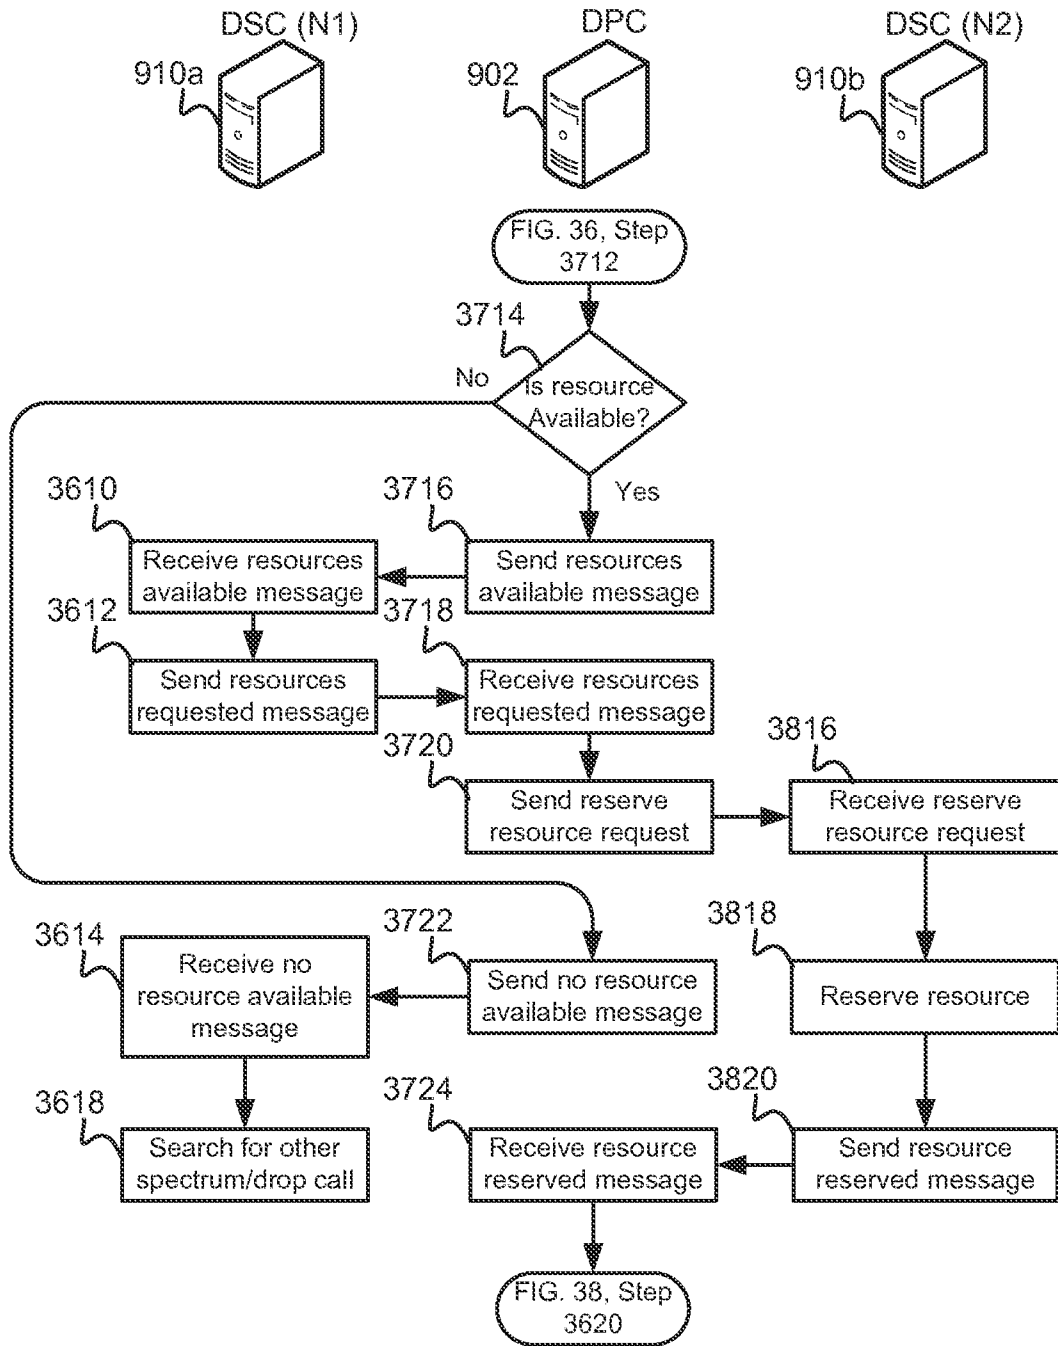 DSC (N1)
DPC
DSC (N2)
910a
902
910b
FIG. 36, Step
3712
3714
No
Is resource
Available?
Yes
3610
3716
Receive resources
available message
Send resources
available message
3612
3718
Send resources
requested message
Receive resources
requested message
3720
3816
Send reserve
resource request
Receive reserve
resource request
3614
3722
3818
Receive no
resource available
message
Send no resource
available message
Reserve resource
3618
3724
3820
Search for other
spectrum/drop call
Receive resource
reserved message
Send resource
reserved message
FIG. 38, Step
3620